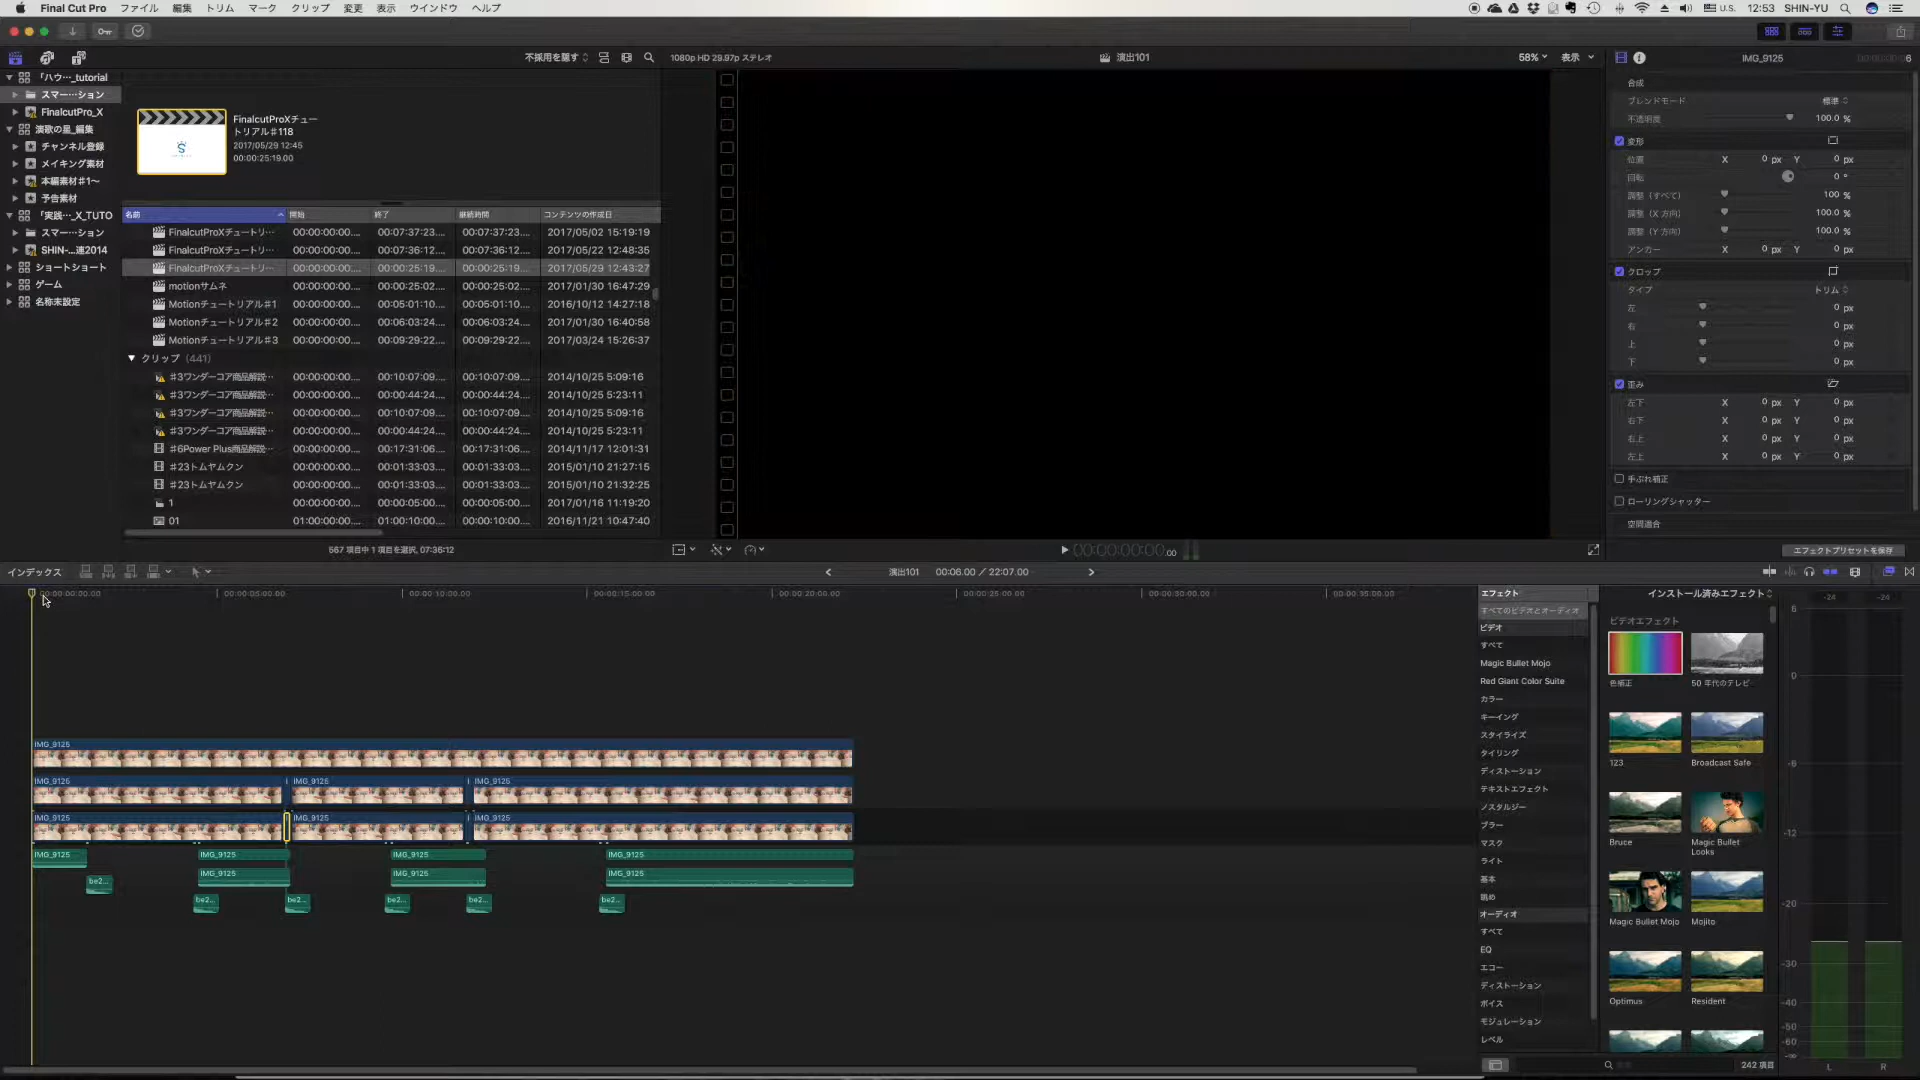 Final Cut Pro ファイル 編集 トリム マーク クリップ 変更 表示 ウインドウ ヘルプ
U.S. 12:53 SHIN-YU
不採用を隠す 1080p HD 29.97p ステレオ 演出101 58% 表示 IMG_9125
「ハウ…_tutorial
スマー…ション
FinalcutPro_X
演歌の星_編集
チャンネル登録
メイキング素材
本編素材＃1〜
予告素材
「実践…_X_TUTO
スマー…ション
SHIN-...連2014
ショートショート
ゲーム
名称未設定
FinalcutProXチュー
トリアル＃118
2017/05/29 12:45
00:00:25:19.00
名前 開始 終了 継続時間 コンテンツの作成日
FinalcutProXチュートリ… 00:00:00:00.... 00:07:37:23.... 00:07:37:23... 2017/05/02 15:19:19
FinalcutProXチュートリ… 00:00:00:00.... 00:07:36:12.... 00:07:36:12... 2017/05/22 12:48:35
FinalcutProXチュートリ… 00:00:00:00.... 00:00:25:19... 00:00:25:19... 2017/05/29 12:43:27
motionサムネ 00:00:00:00.... 00:00:25:02... 00:00:25:02... 2017/01/30 16:47:29
Motionチュートリアル＃1 00:00:00:00.... 00:05:01:10... 00:05:01:10... 2016/10/12 14:27:18
Motionチュートリアル＃2 00:00:00:00.... 00:06:03:24... 00:06:03:24... 2017/01/30 16:40:58
Motionチュートリアル＃3 00:00:00:00.... 00:09:29:22... 00:09:29:22... 2017/03/24 15:26:37
クリップ (441)
＃3ワンダーコア商品解説… 00:00:00:00.... 00:10:07:09... 00:10:07:09... 2014/10/25 5:09:16
＃3ワンダーコア商品解説… 00:00:00:00.... 00:00:44:24... 00:00:44:24... 2014/10/25 5:23:11
＃3ワンダーコア商品解説… 00:00:00:00.... 00:10:07:09... 00:10:07:09... 2014/10/25 5:09:16
＃3ワンダーコア商品解説… 00:00:00:00.... 00:00:44:24... 00:00:44:24... 2014/10/25 5:23:11
＃6Power Plus商品解説… 00:00:00:00.... 00:17:31:06... 00:17:31:06... 2014/11/17 12:01:31
＃23トムヤムクン 00:00:00:00.... 00:01:33:03... 00:01:33:03... 2015/01/10 21:27:15
＃23トムヤムクン 00:00:00:00.... 00:01:33:03... 00:01:33:03... 2015/01/10 21:32:25
1 00:00:00:00.... 00:00:05:00... 00:00:05:00... 2017/01/16 11:19:20
01 01:00:00:00.... 01:00:10:00... 00:00:10:00... 2016/11/21 10:47:40
567 項目中 1 項目を選択, 07:36:12
00:00:00:00.00
合成
ブレンドモード 標準
不透明度 100.0 %
変形
位置 X 0 px Y 0 px
回転 0 °
調整（すべて） 100 %
調整（X 方向） 100.0 %
調整（Y 方向） 100.0 %
アンカー X 0 px Y 0 px
クロップ
タイプ トリム
左 0 px
右 0 px
上 0 px
下 0 px
歪み
左下 X 0 px Y 0 px
右下 X 0 px Y 0 px
右上 X 0 px Y 0 px
左上 X 0 px Y 0 px
手ぶれ補正
ローリングシャッター
空間適合
エフェクトプリセットを保存
インデックス 演出101 00:06.00 / 22:07.00
00:00:00:00.00 00:00:05:00.00 00:00:10:00.00 00:00:15:00.00 00:00:20:00.00 00:00:25:00.00 00:00:30:00.00 00:00:35:00.00
IMG_9125
IMG_9125 IMG_9125 IMG_9125
IMG_9125 IMG_9125 IMG_9125
IMG_9125 IMG_9125 IMG_9125 IMG_9125
IMG_9125 IMG_9125 IMG_9125
be2...
be2... be2... be2... be2... be2...
エフェクト
すべてのビデオとオーディオ
ビデオ
すべて
Magic Bullet Mojo
Red Giant Color Suite
カラー
キーイング
スタイライズ
タイリング
ディストーション
テキストエフェクト
ノスタルジー
ブラー
マスク
ライト
基本
眺め
オーディオ
すべて
EQ
エコー
ディストーション
ボイス
モジュレーション
レベル
インストール済みエフェクト
ビデオエフェクト
色補正 50 年代のテレビ
123 Broadcast Safe
Bruce Magic Bullet
Looks
Magic Bullet Mojo Mojito
Optimus Resident
242 項目
-24 -24
6
0
-6
-12
-20
-30
-40
-50
-60
-∞
L R